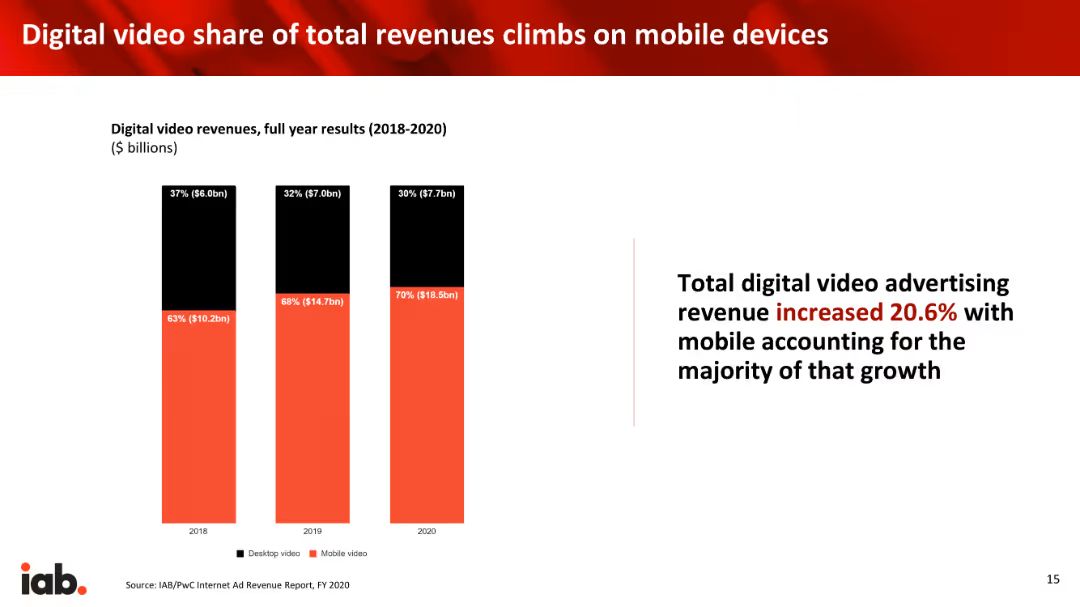 Digital video share of total revenues climbs on mobile devices
Digital video revenues, full year results (2018-2020)
($ billions)
37% ($6.0bn)
32% ($7.0bn)
30% ($7.7bn)
63% ($10.2bn)
68% ($14.7bn)
70% ($18.5bn)
2018
2019
2020
Desktop video
Mobile video
Total digital video advertising
revenue increased 20.6% with
mobile accounting for the
majority of that growth
iab.
Source: IAB/PwC Internet Ad Revenue Report, FY 2020
15